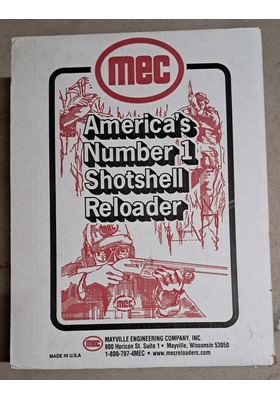 mec
America's
Number 1
Shotshell
Reloader
mec
MEC
MAYVILLE ENGINEERING COMPANY, INC.
800 Horicon St. Suite 1 • Mayville, Wisconsin 53050
MADE IN U.S.A
1-800-797-4MEC • www.mecreloaders.com